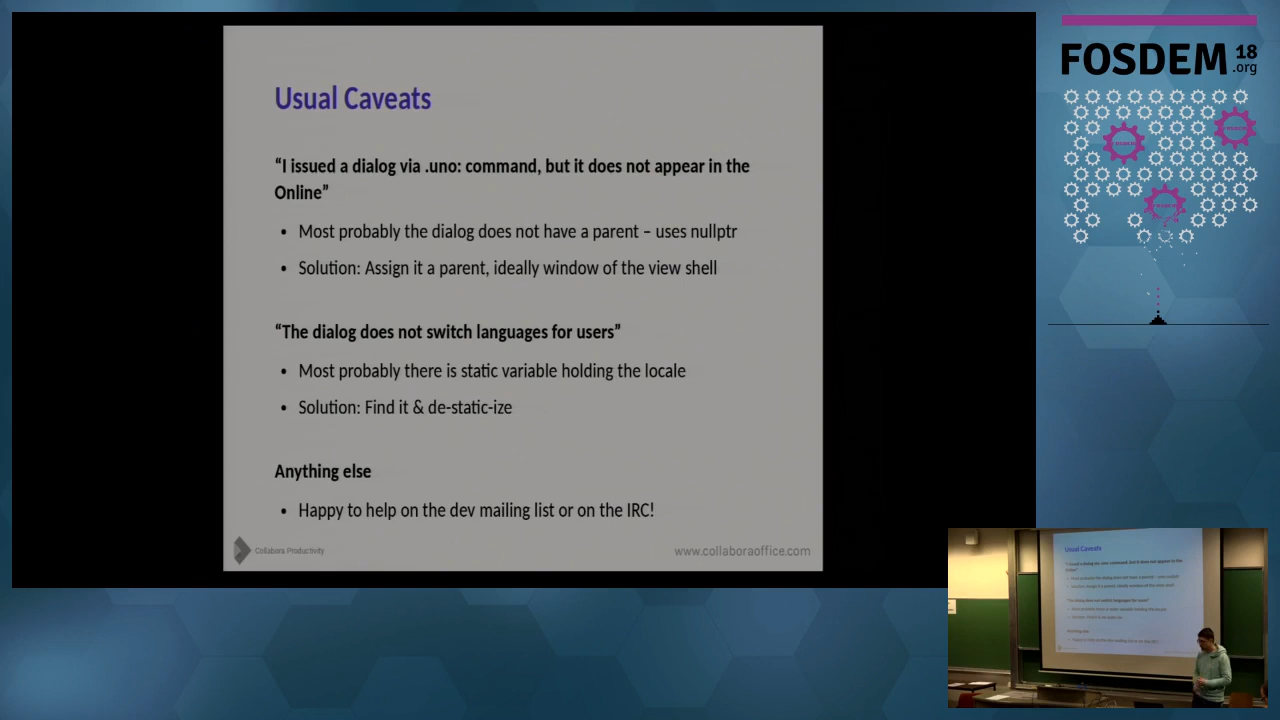 Usual Caveats
“I issued a dialog via .uno: command, but it does not appear in the
Online”
• Most probably the dialog does not have a parent – uses nullptr
• Solution: Assign it a parent, ideally window of the view shell
“The dialog does not switch languages for users”
• Most probably there is static variable holding the locale
• Solution: Find it & de-static-ize
Anything else
• Happy to help on the dev mailing list or on the IRC!
Collabora Productivity
www.collaboraoffice.com
FOSDEM 18
.org
Usual Caveats